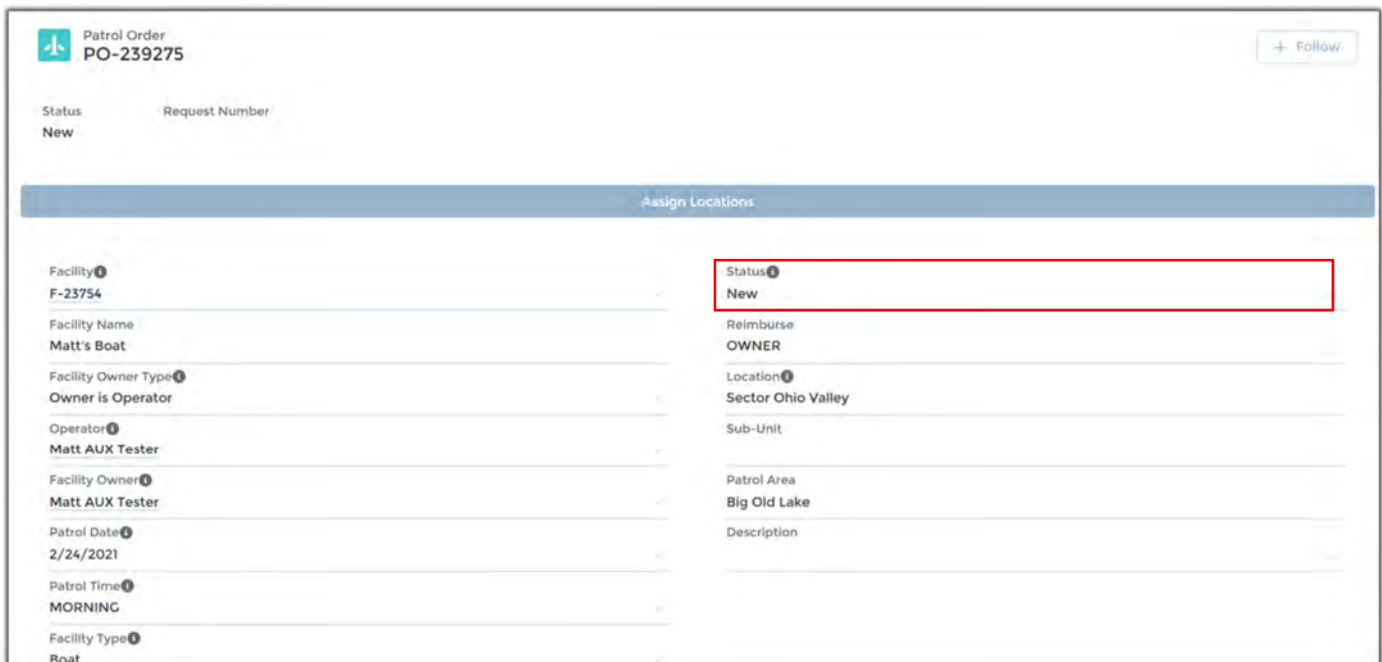 Patrol Order
PO-239275
+ Follow
Status
Request Number
New
Assign Locations
Facility
F-23754
Facility Name
Matt's Boat
Facility Owner Type
Owner is Operator
Operator
Matt AUX Tester
Facility Owner
Matt AUX Tester
Patrol Date
2/24/2021
Patrol Time
MORNING
Facility Type
Boat
Status
New
Reimburse
OWNER
Location
Sector Ohio Valley
Sub-Unit
Patrol Area
Big Old Lake
Description